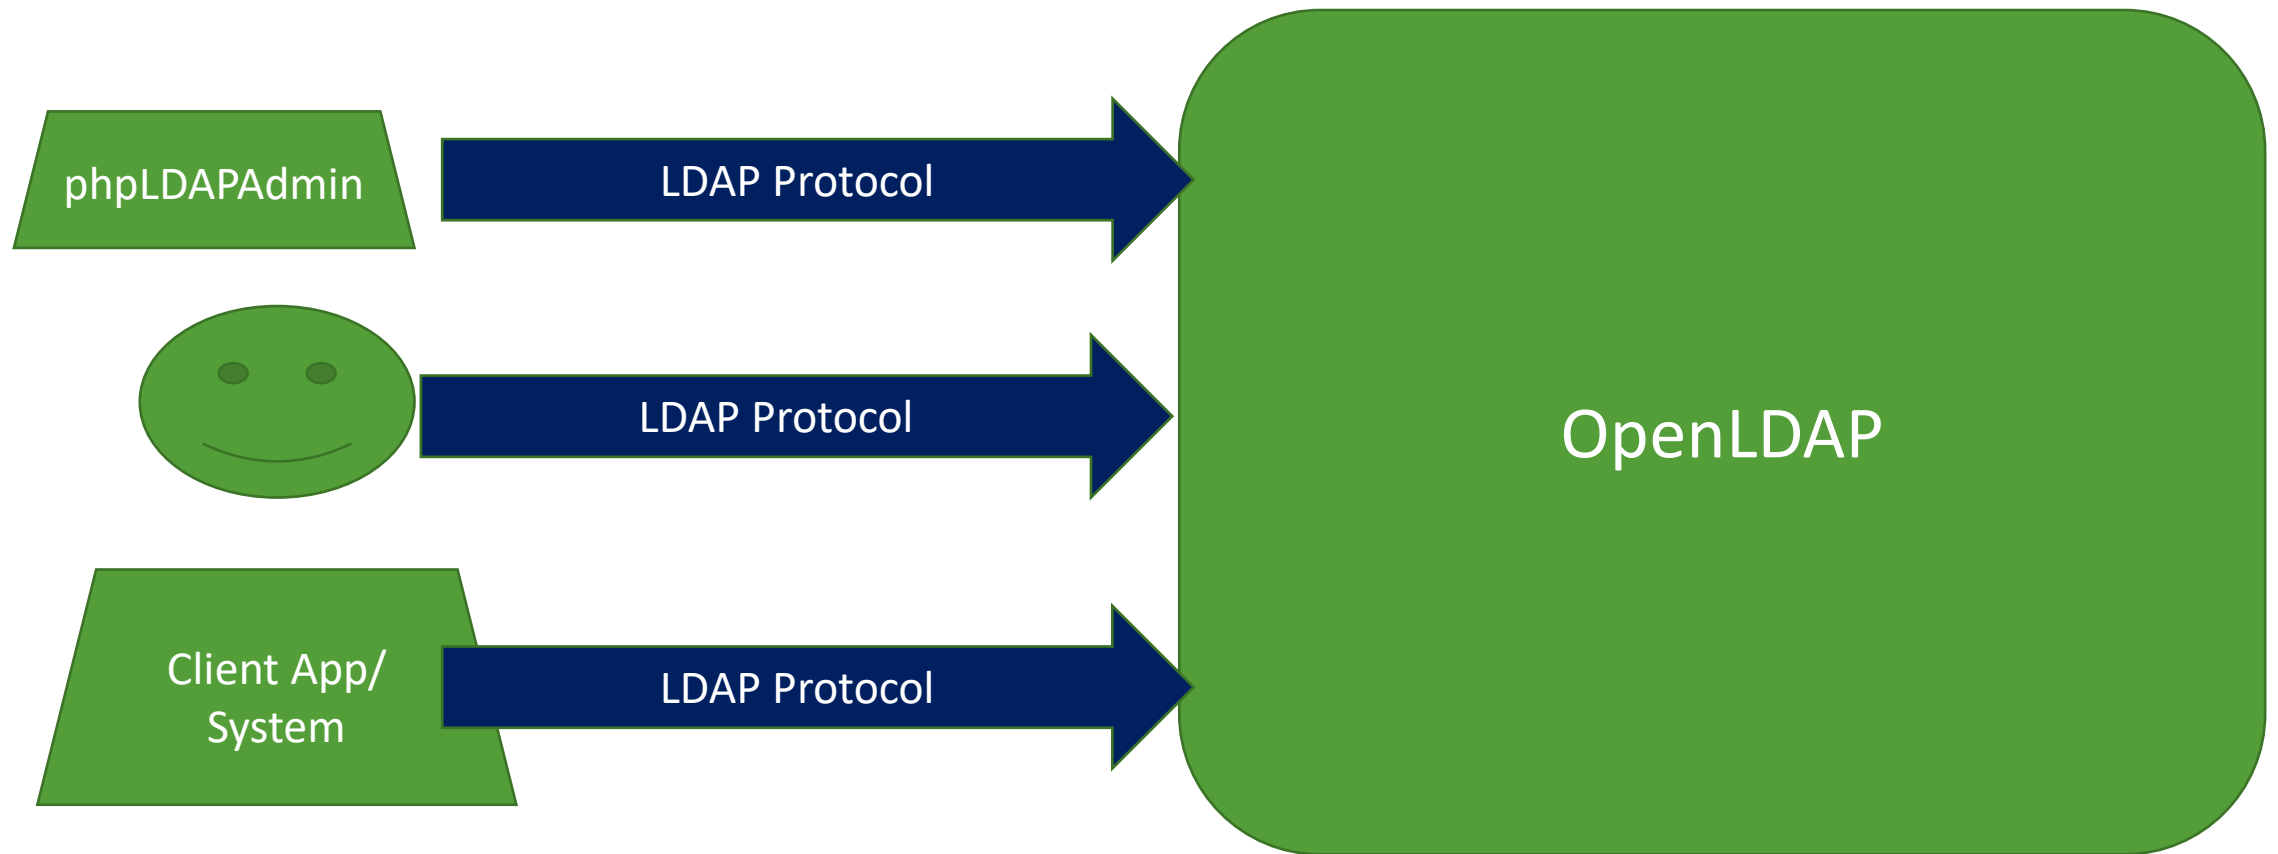 phpLDAPAdmin
LDAP Protocol
LDAP Protocol
OpenLDAP
Client App/
System
LDAP Protocol